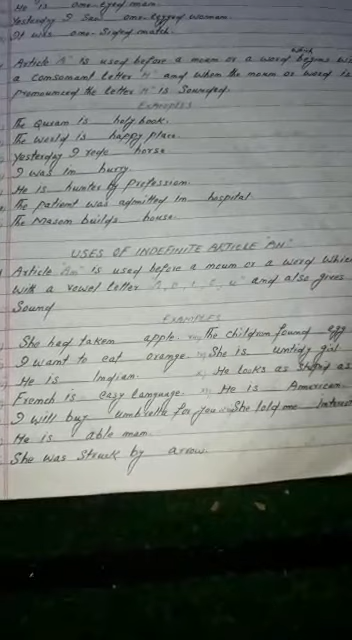 He is one-eyed man.
Yesterday I saw one-legged woman.
It was one-sided match.
which
Article "A" is used before a noun or a word begins wi
a consonant letter "H" and when the noun or word is
pronounced the letter "H" is sounded.
EXAMPLES
The Quran is holy book.
The world is happy place.
Yesterday I rode horse
I was in hurry.
He is hunter by profession.
The patient was admitted in hospital.
The Mason builds house.
USES OF INDEFINITE ARTICLE "AN"
Article "An" is used before a noun or a word which
with a vowel letter and also gives
Sound
EXAMPLES
She had taken apple. The children found egg
I want to eat orange. She is untidy girl
He is Indian. He looks as stupid as
French is easy language. He is American.
I will buy umbrella for you She told me
He is able man.
She was struck by arrow.